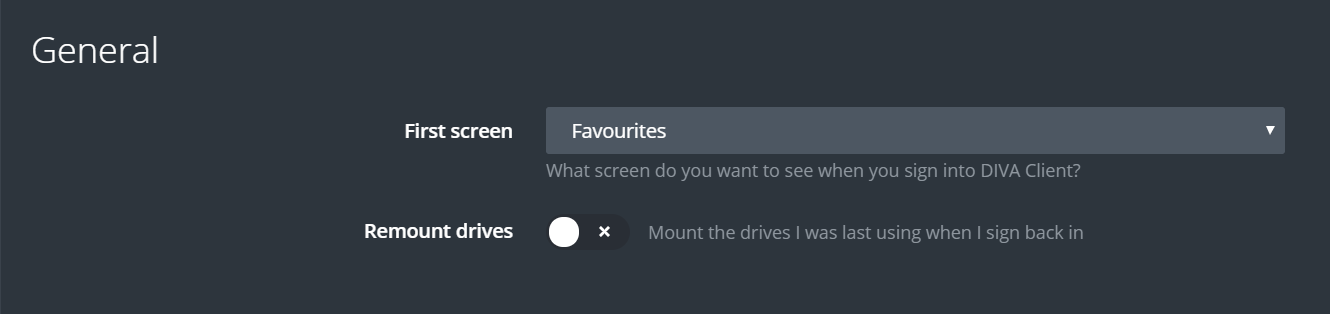 General
First screen
Favourites
What screen do you want to see when you sign into DIVA Client?
Remount drives
Mount the drives I was last using when I sign back in